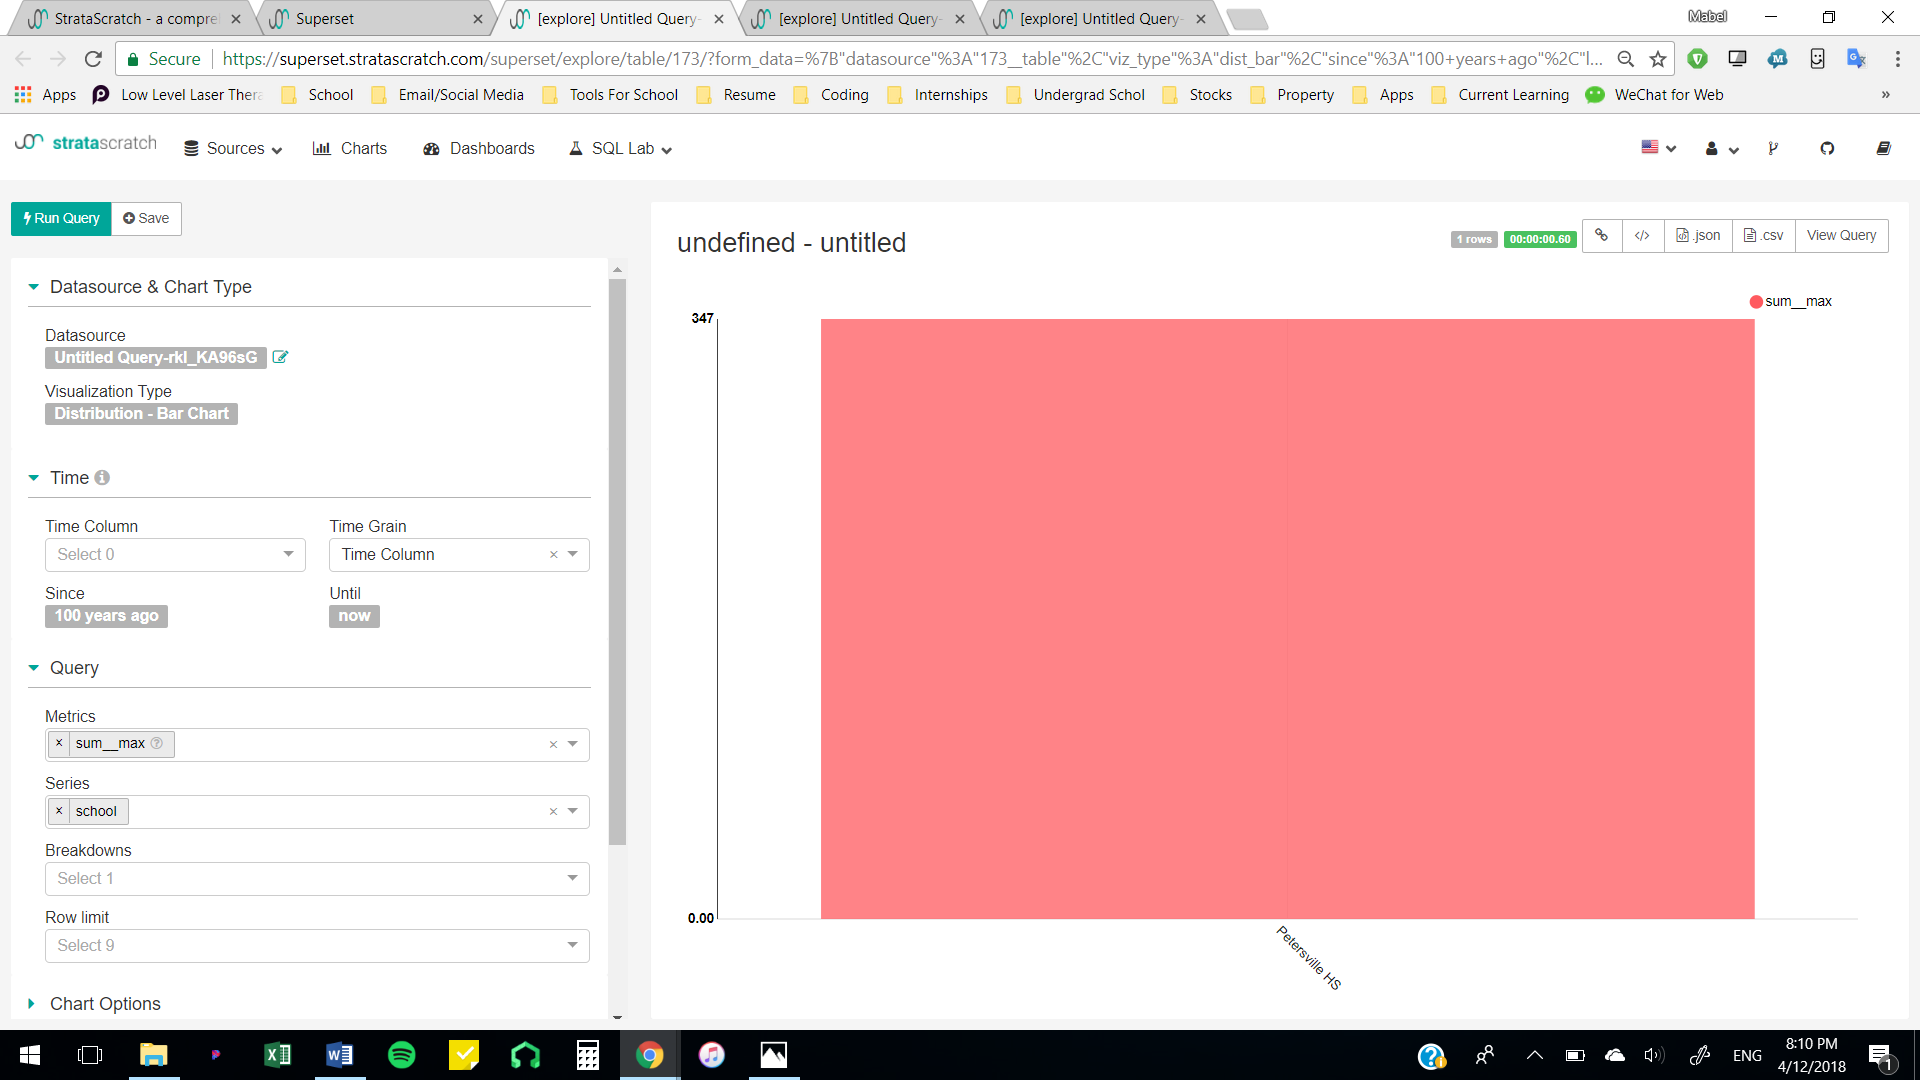 StrataScratch - a compre
Superset
[explore] Untitled Query-
[explore] Untitled Query-
[explore] Untitled Query-
Mabel
Secure
https://superset.stratascratch.com/superset/explore/table/173/?form_data=%7B"datasource"%3A"173__table"%2C"viz_type"%3A"dist_bar"%2C"since"%3A"100+years+ago"%2C"l...
Apps
Low Level Laser Thera
School
Email/Social Media
Tools For School
Resume
Coding
Internships
Undergrad Schol
Stocks
Property
Apps
Current Learning
WeChat for Web
»
stratascratch
Sources
Charts
Dashboards
SQL Lab
Run Query
Save
undefined - untitled
1 rows
00:00:00.60
</>
.json
.csv
View Query
Datasource & Chart Type
Datasource
Untitled Query-rkl_KA96sG
Visualization Type
Distribution - Bar Chart
Time
Time Column
Time Grain
Select 0
Time Column
Since
Until
100 years ago
now
Query
Metrics
sum__max
Series
school
Breakdowns
Select 1
Row limit
Select 9
Chart Options
sum__max
347
0.00
Petersville HS
ENG
8:10 PM
4/12/2018
1